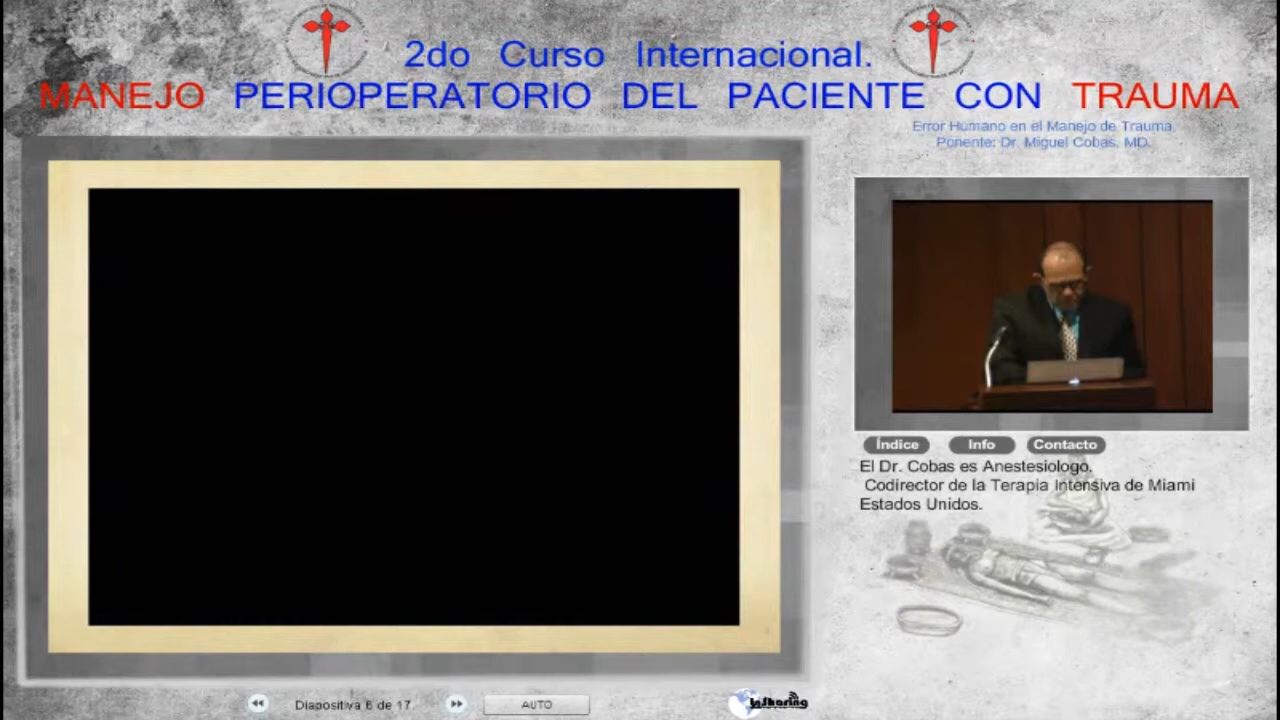 2do Curso Internacional.
MANEJO PERIOPERATORIO DEL PACIENTE CON TRAUMA
Error Humano en el Manejo de Trauma.
Ponente: Dr. Miguel Cobas, MD.
Índice Info Contacto
El Dr. Cobas es Anestesiologo.
Codirector de la Terapia Intensiva de Miami
Estados Unidos.
Diapositiva 6 de 17
AUTO
InSharing